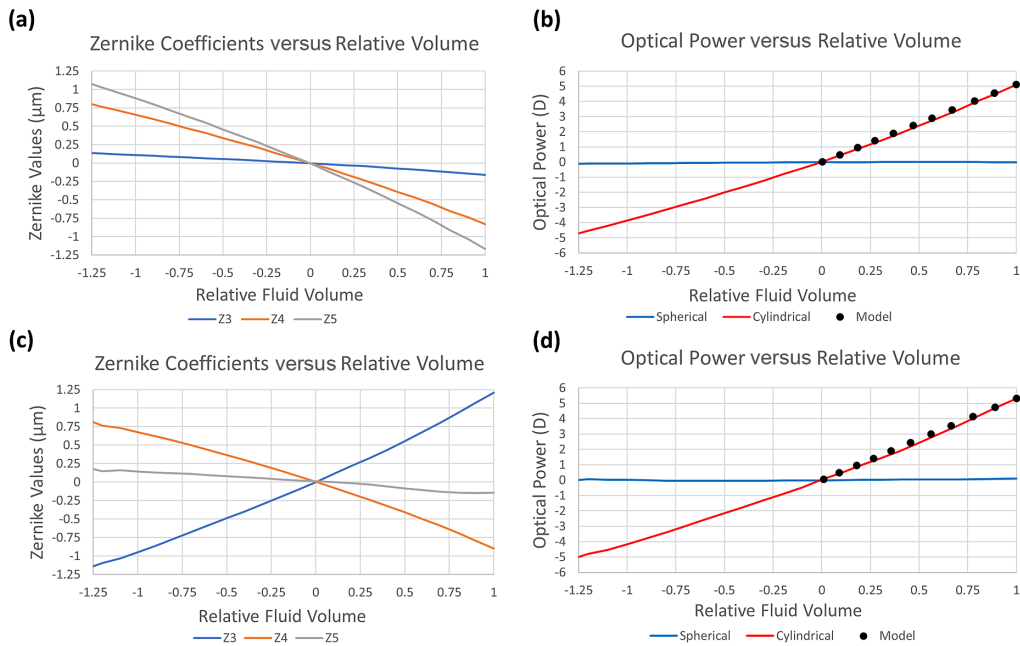 (a)
Zernike Coefficients versus Relative Volume
Zernike Values (μm)
1.25
1
0.75
0.5
0.25
0
-0.25
-0.5
-0.75
-1
-1.25
-1.25 -1 -0.75 -0.5 -0.25 0 0.25 0.5 0.75 1
Relative Fluid Volume
Z3 Z4 Z5
(b)
Optical Power versus Relative Volume
Optical Power (D)
6
5
4
3
2
1
0
-1
-2
-3
-4
-5
-6
-1.25 -1 -0.75 -0.5 -0.25 0 0.25 0.5 0.75 1
Relative Fluid Volume
Spherical Cylindrical Model
(c)
Zernike Coefficients versus Relative Volume
Zernike Values (μm)
1.25
1
0.75
0.5
0.25
0
-0.25
-0.5
-0.75
-1
-1.25
-1.25 -1 -0.75 -0.5 -0.25 0 0.25 0.5 0.75 1
Relative Fluid Volume
Z3 Z4 Z5
(d)
Optical Power versus Relative Volume
Optical Power (D)
6
5
4
3
2
1
0
-1
-2
-3
-4
-5
-6
-1.25 -1 -0.75 -0.5 -0.25 0 0.25 0.5 0.75 1
Relative Fluid Volume
Spherical Cylindrical Model